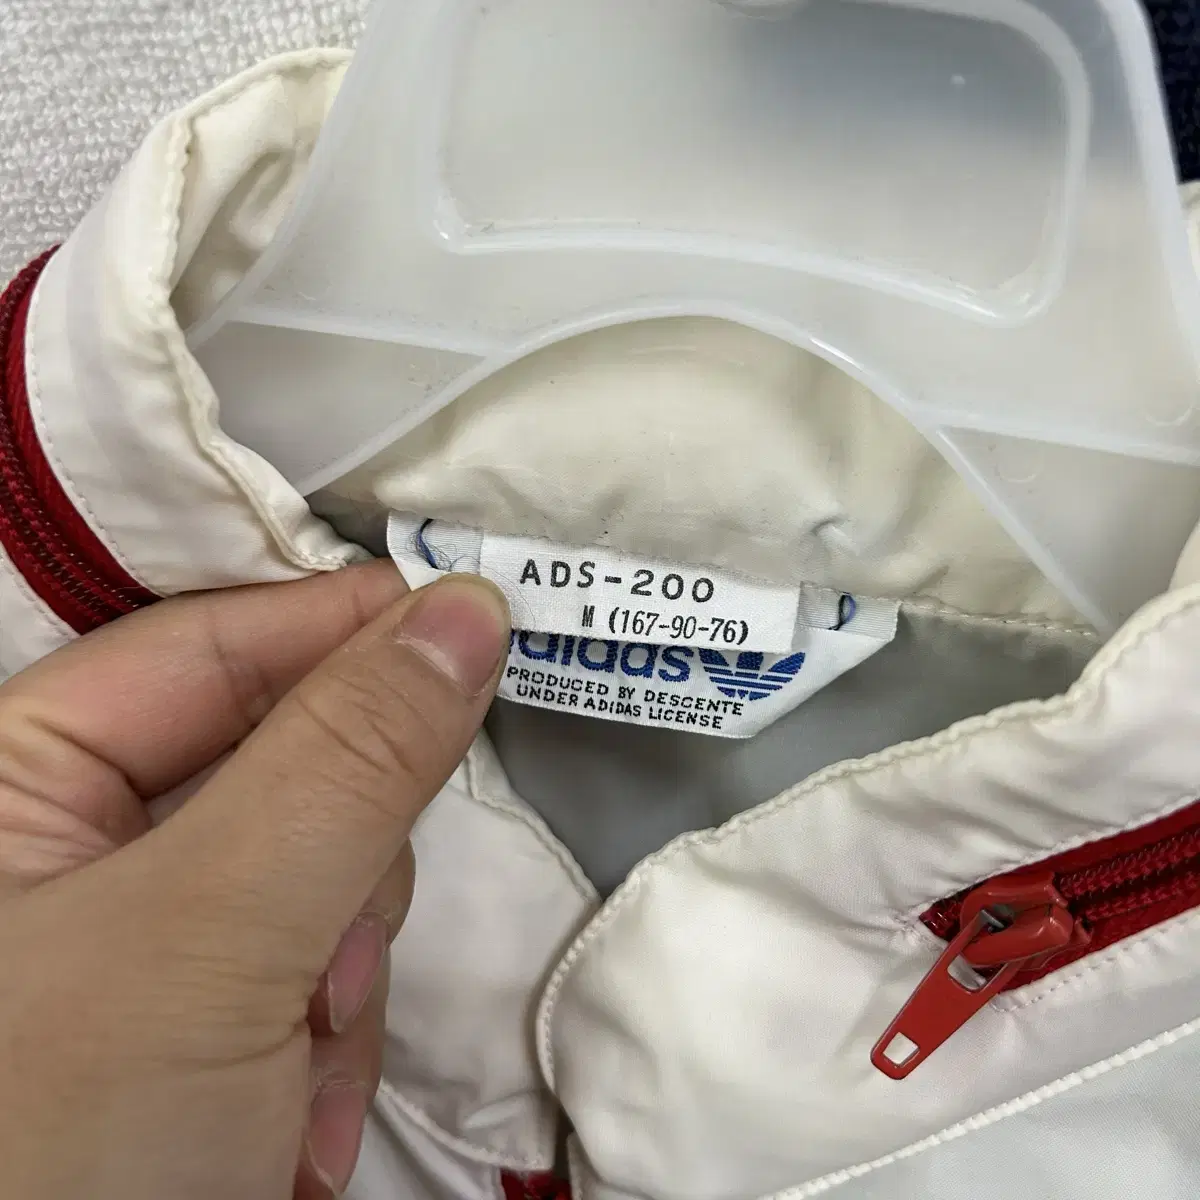 ADS-200
M (167-90-76)
adidas
PRODUCED BY DESCENTE
UNDER ADIDAS LICENSE